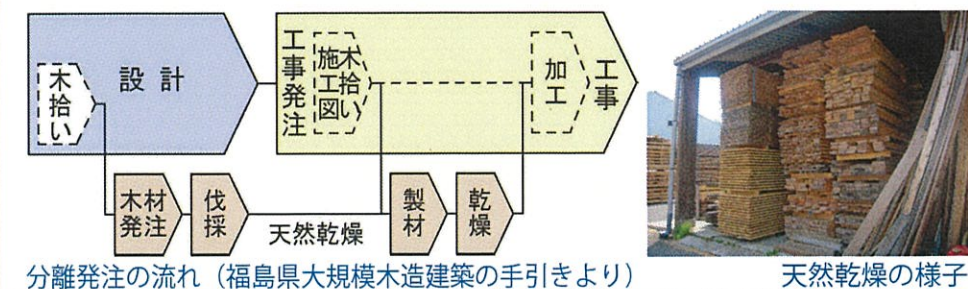 木拾い
設計
工事発注
施工図
木拾い
加工
工事
木材
発注
伐採
天然乾燥
製材
乾燥
分離発注の流れ（福島県大規模木造建築の手引きより）
天然乾燥の様子